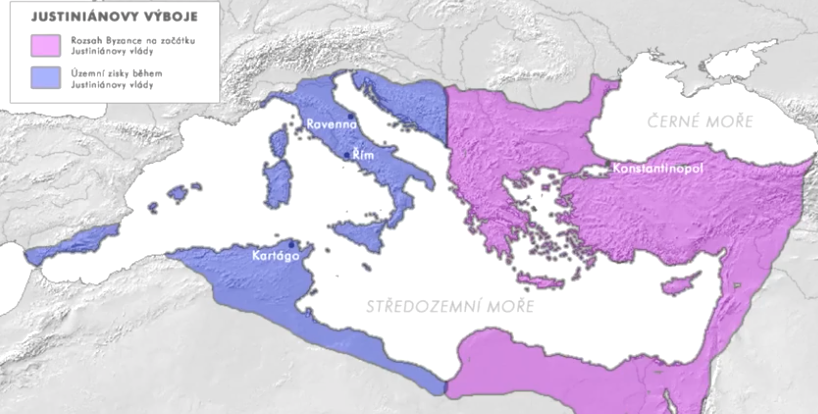 JUSTINIÁNOVY VÝBOJE
Rozsah Byzance na začátku
Justiniánovy vlády
Územní zisky během
Justiniánovy vlády
ČERNÉ MOŘE
Ravenna
Řím
Konstantinopol
Kartágo
STŘEDOZEMNÍ MOŘE